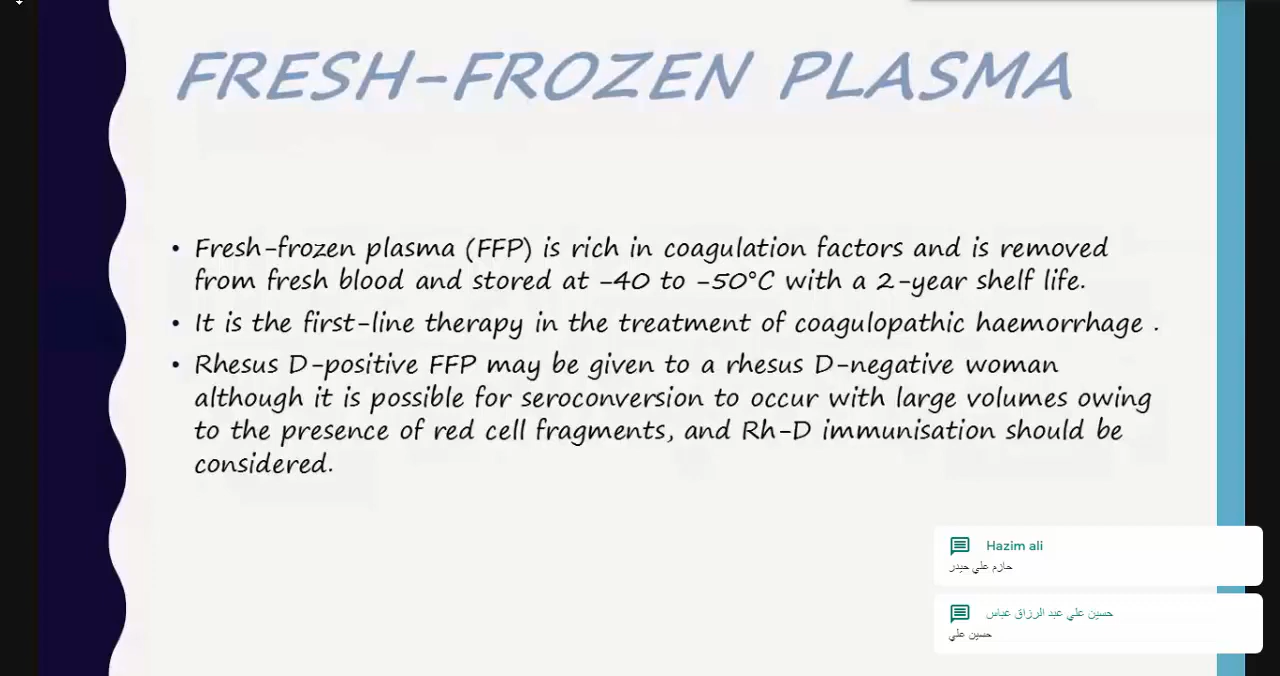 FRESH-FROZEN PLASMA
• Fresh-frozen plasma (FFP) is rich in coagulation factors and is removed
from fresh blood and stored at -40 to -50°C with a 2-year shelf life.
• It is the first-line therapy in the treatment of coagulopathic haemorrhage .
• Rhesus D-positive FFP may be given to a rhesus D-negative woman
although it is possible for seroconversion to occur with large volumes owing
to the presence of red cell fragments, and Rh-D immunisation should be
considered.
Hazim ali
حازم علي حيدر
حسين علي عبد الرزاق عباس
حسين علي